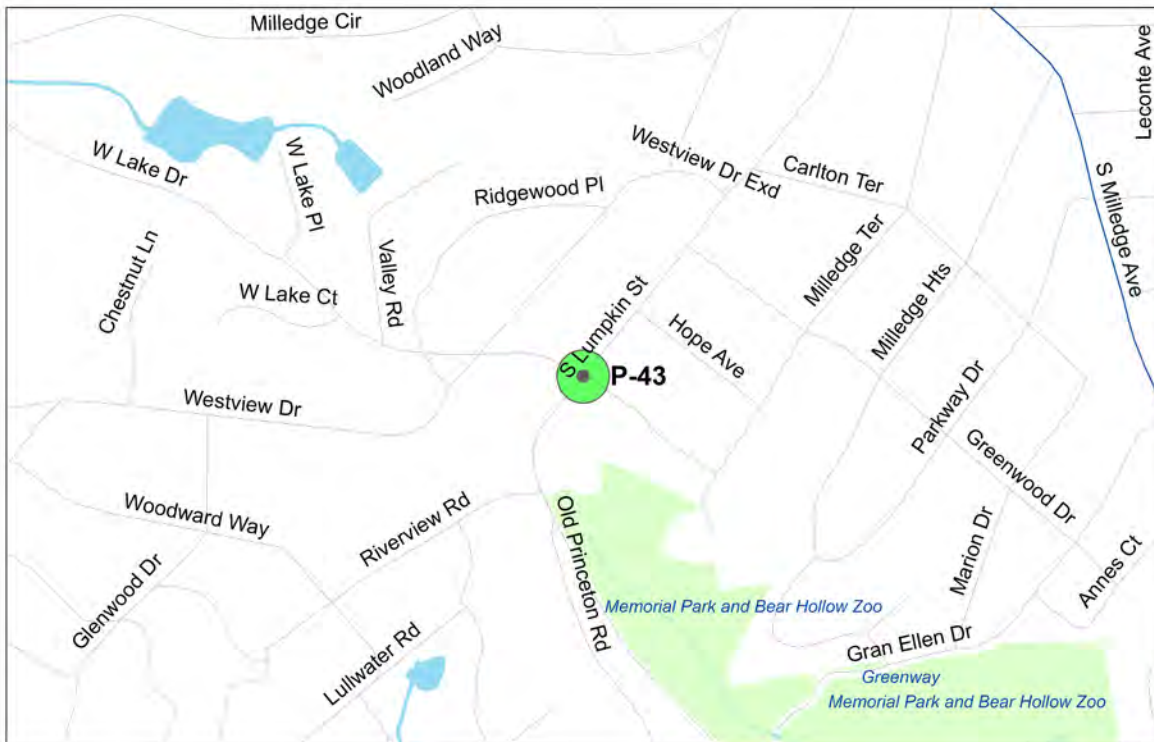 Milledge Cir
Woodland Way
Leconte Ave
W Lake Dr
W Lake Pl
Ridgewood Pl
Westview Dr Exd
Carlton Ter
S Milledge Ave
Chestnut Ln
Valley Rd
W Lake Ct
S Lumpkin St
Milledge Ter
Milledge Hts
Hope Ave
P-43
Westview Dr
Parkway Dr
Greenwood Dr
Woodward Way
Riverview Rd
Old Princeton Rd
Marion Dr
Annes Ct
Glenwood Dr
Memorial Park and Bear Hollow Zoo
Lullwater Rd
Gran Ellen Dr
Greenway
Memorial Park and Bear Hollow Zoo